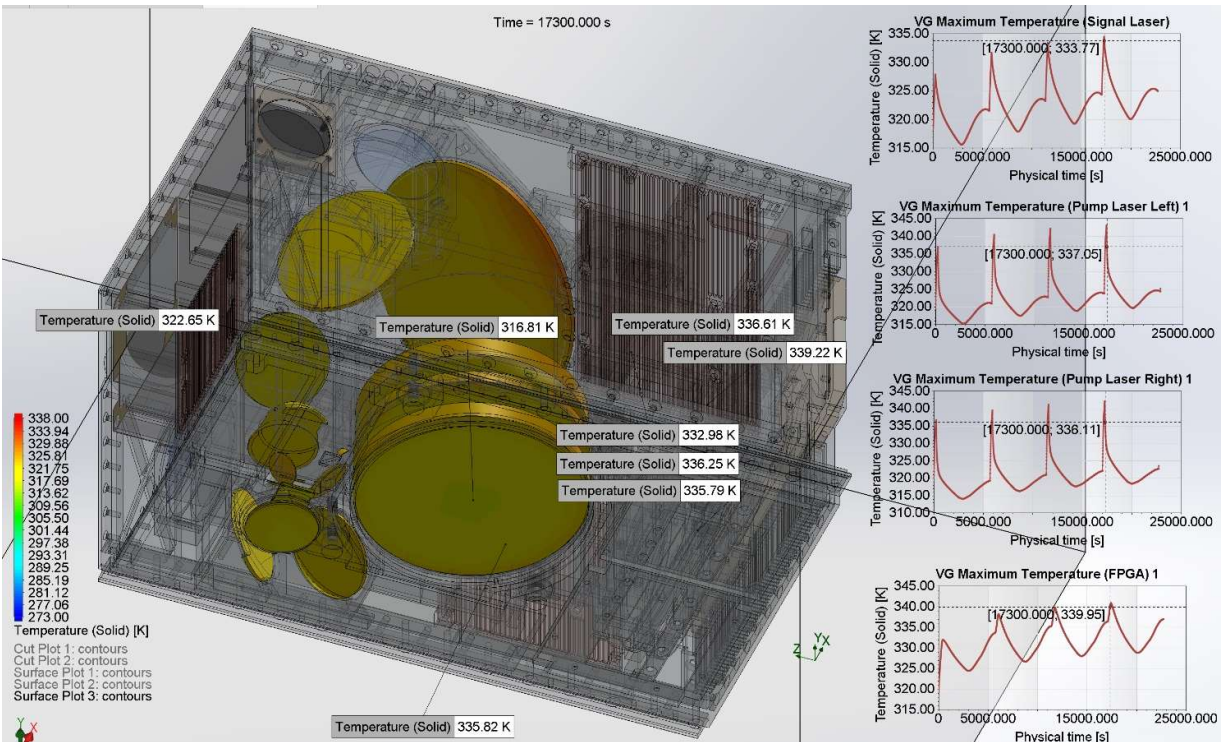 Time = 17300.000 s
Temperature (Solid) 322.65 K
Temperature (Solid) 316.81 K
Temperature (Solid) 336.61 K
Temperature (Solid) 339.22 K
Temperature (Solid) 332.98 K
Temperature (Solid) 336.25 K
Temperature (Solid) 335.79 K
Temperature (Solid) 335.82 K
338.00
333.94
329.88
325.81
321.75
317.69
313.62
309.56
305.50
301.44
297.38
293.31
289.25
285.19
281.12
277.06
273.00
Temperature (Solid) [K]
Cut Plot 1: contours
Cut Plot 2: contours
Surface Plot 1: contours
Surface Plot 2: contours
Surface Plot 3: contours
Y
X
Z
Y
X
VG Maximum Temperature (Signal Laser)
Temperature (Solid) [K]
335.00
330.00
325.00
320.00
315.00
[17300.000; 333.77]
0
5000.000
15000.000
25000.000
Physical time [s]
VG Maximum Temperature (Pump Laser Left) 1
Temperature (Solid) [K]
345.00
340.00
335.00
330.00
325.00
320.00
315.00
[17300.000; 337.05]
0
5000.000
15000.000
25000.000
Physical time [s]
VG Maximum Temperature (Pump Laser Right) 1
Temperature (Solid) [K]
345.00
340.00
335.00
330.00
325.00
320.00
315.00
310.00
[17300.000; 336.11]
0
5000.000
15000.000
25000.000
Physical time [s]
VG Maximum Temperature (FPGA) 1
Temperature (Solid) [K]
345.00
340.00
335.00
330.00
325.00
320.00
315.00
[17300.000; 339.95]
0
5000.000
15000.000
25000.000
Physical time [s]